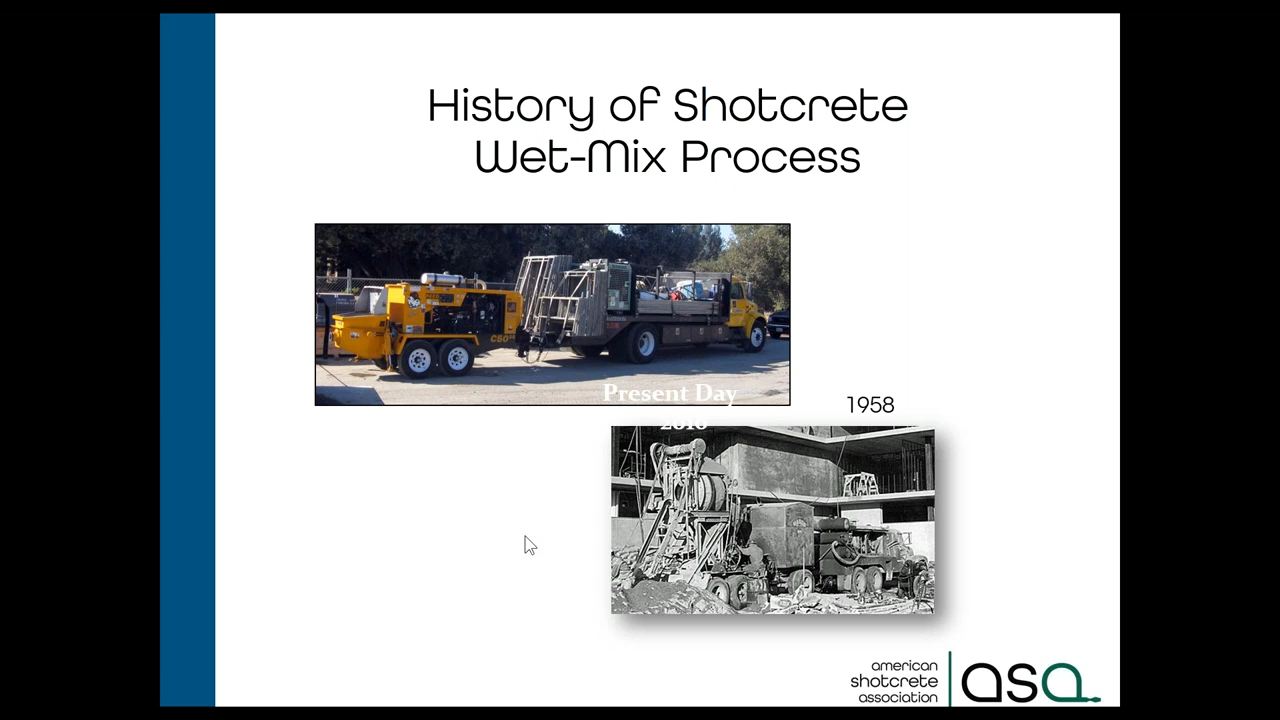 History of Shotcrete
Wet-Mix Process
Present Day
1958
american
shotcrete
association
asa